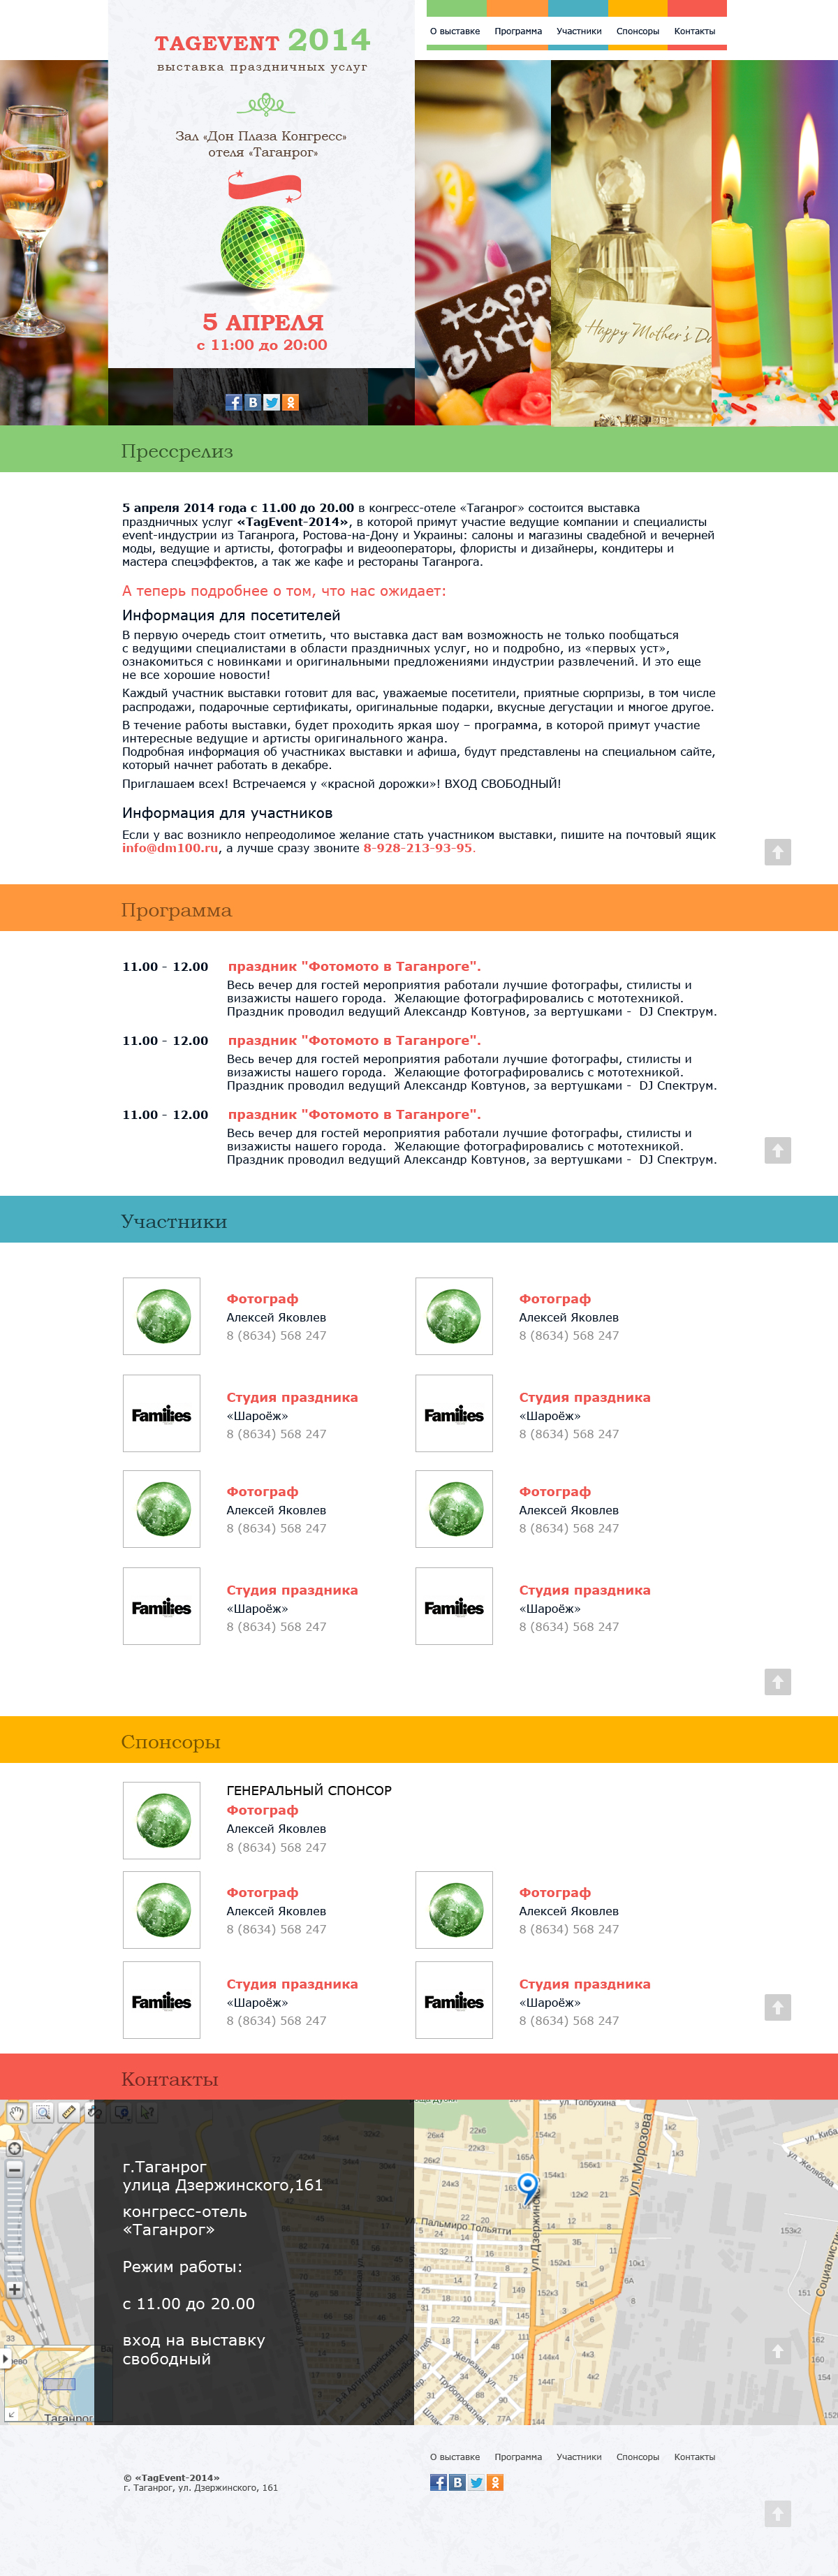 TAGEVENT 2014
выставка праздничных услуг
Зал «Дон Плаза Конгресс»
отеля «Таганрог»
5 АПРЕЛЯ
с 11:00 до 20:00
О выставке Программа Участники Спонсоры Контакты
Happy Birth
Happy Mother's Da
Прессрелиз
5 апреля 2014 года с 11.00 до 20.00 в конгресс-отеле «Таганрог» состоится выставка
праздничных услуг «TagEvent-2014», в которой примут участие ведущие компании и специалисты
event-индустрии из Таганрога, Ростова-на-Дону и Украины: салоны и магазины свадебной и вечерней
моды, ведущие и артисты, фотографы и видеооператоры, флористы и дизайнеры, кондитеры и
мастера спецэффектов, а так же кафе и рестораны Таганрога.
А теперь подробнее о том, что нас ожидает:
Информация для посетителей
В первую очередь стоит отметить, что выставка даст вам возможность не только пообщаться
с ведущими специалистами в области праздничных услуг, но и подробно, из «первых уст»,
ознакомиться с новинками и оригинальными предложениями индустрии развлечений. И это еще
не все хорошие новости!
Каждый участник выставки готовит для вас, уважаемые посетители, приятные сюрпризы, в том числе
распродажи, подарочные сертификаты, оригинальные подарки, вкусные дегустации и многое другое.
В течение работы выставки, будет проходить яркая шоу – программа, в которой примут участие
интересные ведущие и артисты оригинального жанра.
Подробная информация об участниках выставки и афиша, будут представлены на специальном сайте,
который начнет работать в декабре.
Приглашаем всех! Встречаемся у «красной дорожки»! ВХОД СВОБОДНЫЙ!
Информация для участников
Если у вас возникло непреодолимое желание стать участником выставки, пишите на почтовый ящик
info@dm100.ru, а лучше сразу звоните 8-928-213-93-95.
Программа
11.00 - 12.00 праздник "Фотомото в Таганроге".
Весь вечер для гостей мероприятия работали лучшие фотографы, стилисты и
визажисты нашего города. Желающие фотографировались с мототехникой.
Праздник проводил ведущий Александр Ковтунов, за вертушками - DJ Спектрум.
11.00 - 12.00 праздник "Фотомото в Таганроге".
Весь вечер для гостей мероприятия работали лучшие фотографы, стилисты и
визажисты нашего города. Желающие фотографировались с мототехникой.
Праздник проводил ведущий Александр Ковтунов, за вертушками - DJ Спектрум.
11.00 - 12.00 праздник "Фотомото в Таганроге".
Весь вечер для гостей мероприятия работали лучшие фотографы, стилисты и
визажисты нашего города. Желающие фотографировались с мототехникой.
Праздник проводил ведущий Александр Ковтунов, за вертушками - DJ Спектрум.
Участники
Фотограф Фотограф
Алексей Яковлев Алексей Яковлев
8 (8634) 568 247 8 (8634) 568 247
Families Студия праздника Families Студия праздника
«Шароёж» «Шароёж»
8 (8634) 568 247 8 (8634) 568 247
Фотограф Фотограф
Алексей Яковлев Алексей Яковлев
8 (8634) 568 247 8 (8634) 568 247
Families Студия праздника Families Студия праздника
«Шароёж» «Шароёж»
8 (8634) 568 247 8 (8634) 568 247
Спонсоры
ГЕНЕРАЛЬНЫЙ СПОНСОР
Фотограф
Алексей Яковлев
8 (8634) 568 247
Фотограф Фотограф
Алексей Яковлев Алексей Яковлев
8 (8634) 568 247 8 (8634) 568 247
Families Студия праздника Families Студия праздника
«Шароёж» «Шароёж»
8 (8634) 568 247 8 (8634) 568 247
Контакты
г.Таганрог
улица Дзержинского,161
конгресс-отель
«Таганрог»
Режим работы:
с 11.00 до 20.00
вход на выставку
свободный
ул. Толбухина
ул. Морозова
ул. Пальмиро Тольятти
ул. Дзержинск
Железная ул.
ул. Желябова
Таганрог
О выставке Программа Участники Спонсоры Контакты
© «TagEvent-2014»
г. Таганрог, ул. Дзержинского, 161